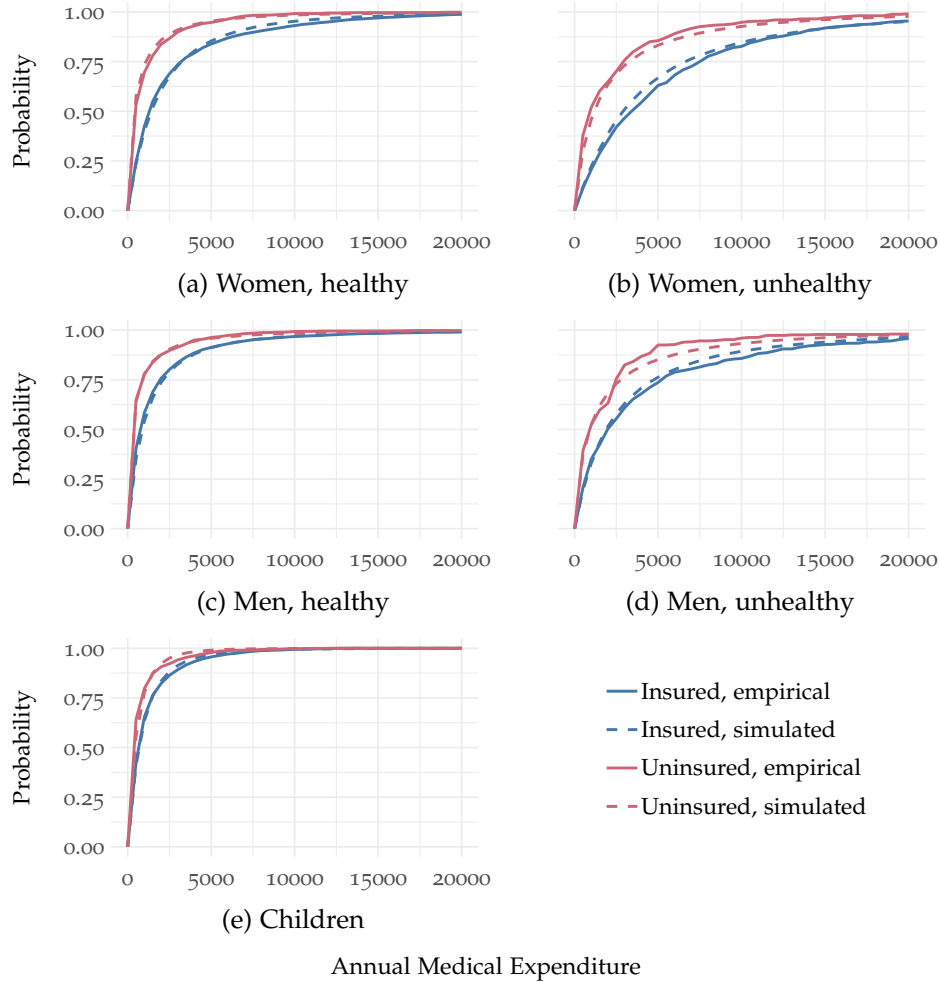 1.00
0.75
0.50
0.25
0.00
Probability
0 5000 10000 15000 20000
(a) Women, healthy
0 5000 10000 15000 20000
(b) Women, unhealthy
1.00
0.75
0.50
0.25
0.00
Probability
0 5000 10000 15000 20000
(c) Men, healthy
0 5000 10000 15000 20000
(d) Men, unhealthy
1.00
0.75
0.50
0.25
0.00
Probability
0 5000 10000 15000 20000
(e) Children
Insured, empirical
Insured, simulated
Uninsured, empirical
Uninsured, simulated
Annual Medical Expenditure